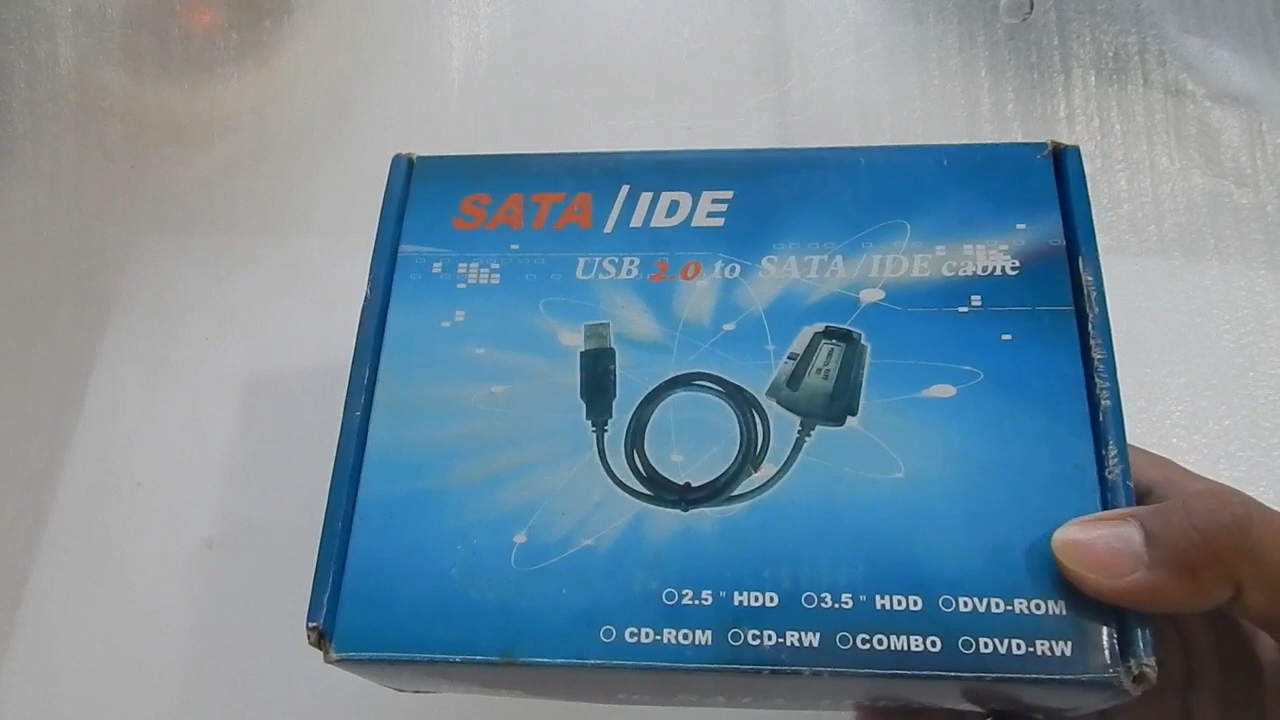 SATA/IDE
USB 2.0 to SATA/IDE cable
2.5" HDD 3.5" HDD DVD-ROM
CD-ROM CD-RW COMBO DVD-RW